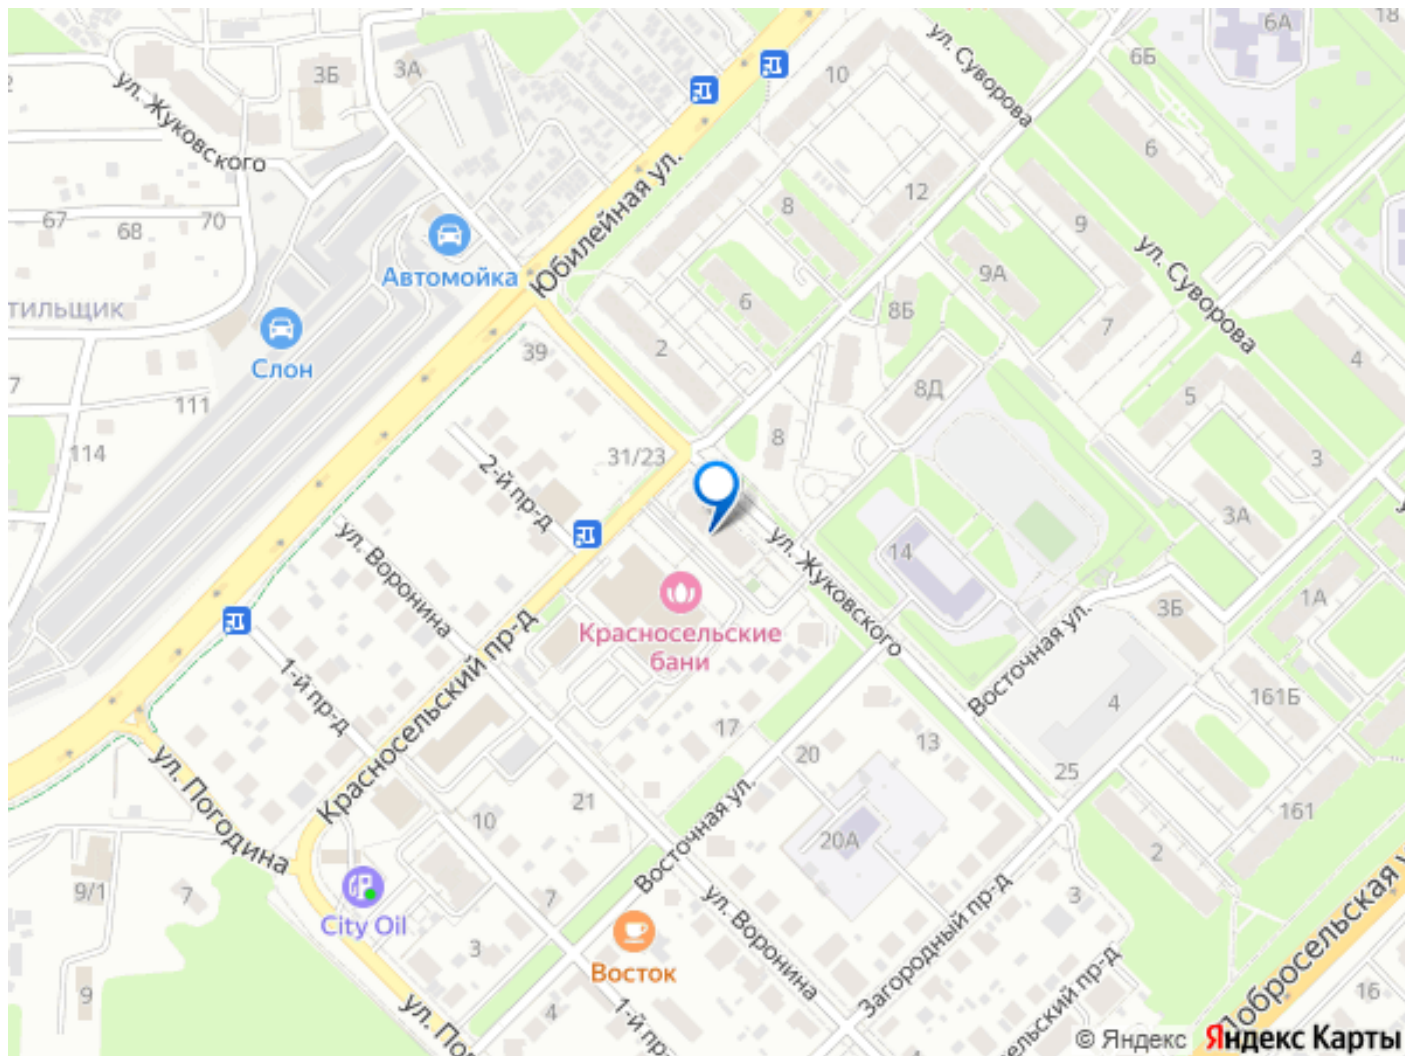 18
6А
ул. Суворова
6Б
10
3Б
3А
ул. Жуковского
6
12
8
9
67
68
70
Юбилейная ул.
ул. Суворова
Автомойка
9А
6
8Б
тильщик
7
2
4
39
Слон
8Д
5
7
111
8
31/23
114
3
2-й пр-д
3А
ул. Воронина
14
ул. Жуковского
1А
3Б
Красносельские
бани
Восточная ул.
1-й пр-д
Красносельский пр-д
161Б
4
17
13
20
ул. Погодина
25
21
161
10
Восточная ул.
20А
2
9/1
7
7
3
City Oil
ул. Воронина
Загородный пр-д
Добросельская у
3
Восток
9
сельский пр-д
16
4
ул. По
1-й пр-
© Яндекс Яндекс Карты